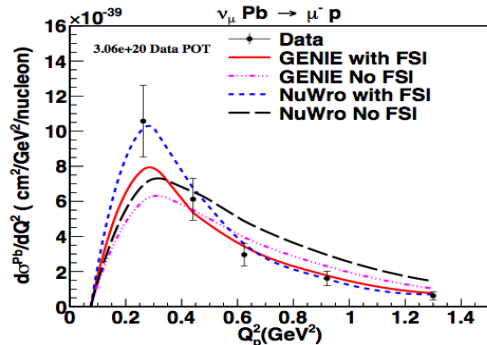 ×10⁻³⁹
ν_μ Pb → μ⁻ p
3.06e+20 Data POT
Data
GENIE with FSI
GENIE No FSI
NuWro with FSI
NuWro No FSI
dσ^Pb/dQ² ( cm²/GeV²/nucleon)
16
14
12
10
8
6
4
2
0
0 0.2 0.4 0.6 0.8 1 1.2 1.4
Q²_p(GeV²)